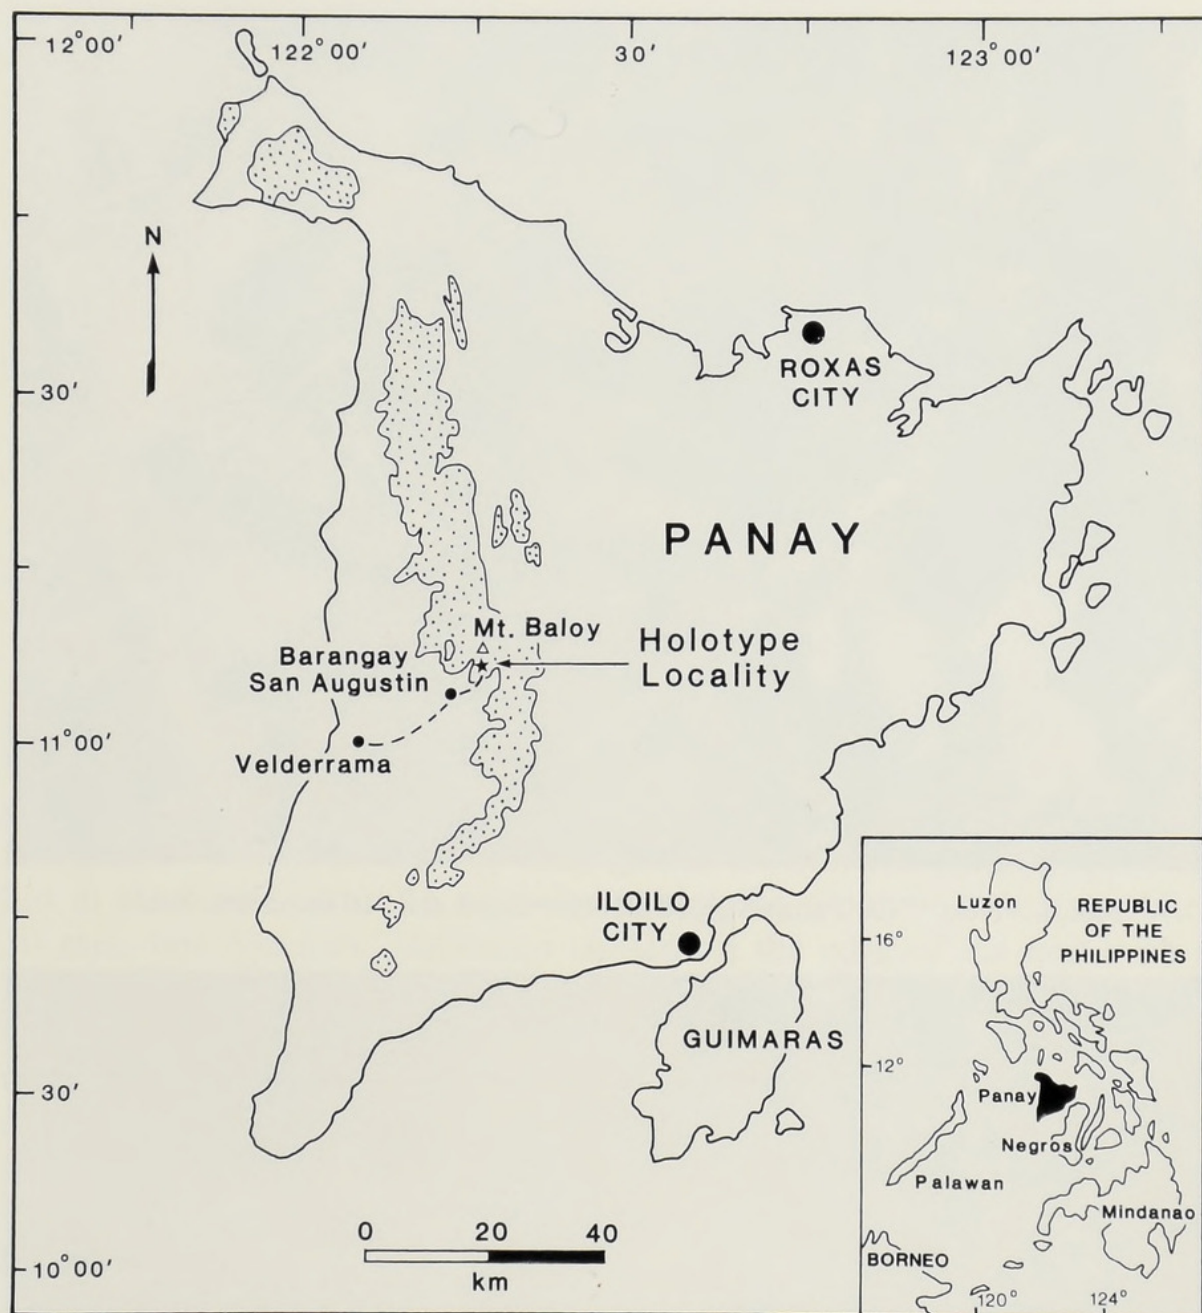 12°00′
122°00′
30′
123°00′
N
30′
ROXAS
CITY
PANAY
Mt. Baloy
Holotype
Locality
Barangay
San Augustin
11°00′
Velderrama
ILOILO
CITY
GUIMARAS
30′
0 20 40
km
10°00′
Luzon
REPUBLIC
OF THE
PHILIPPINES
16°
12°
Panay
Negros
Palawan
Mindanao
BORNEO
120°
124°